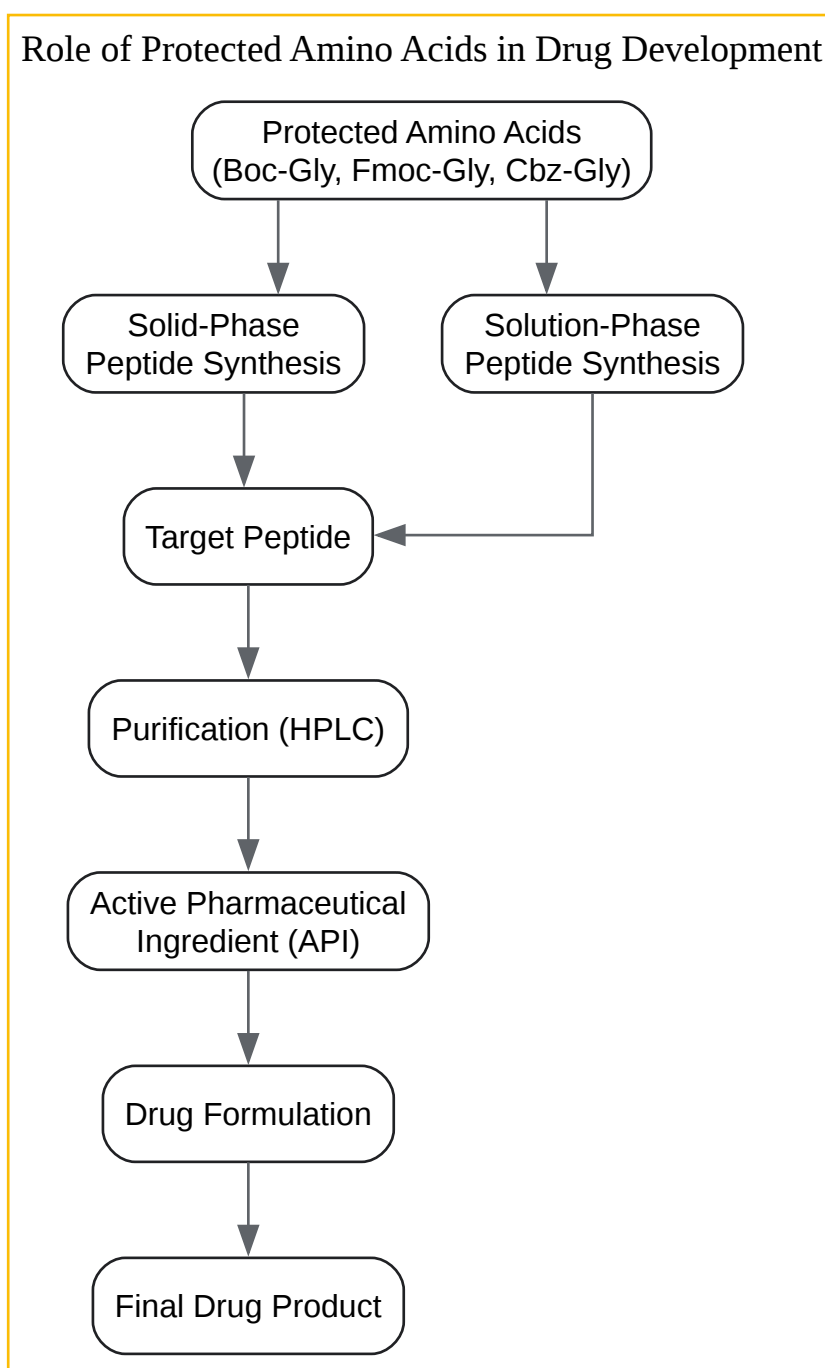 Role of Protected Amino Acids in Drug Development
Protected Amino Acids
(Boc-Gly, Fmoc-Gly, Cbz-Gly)
Solid-Phase
Peptide Synthesis
Solution-Phase
Peptide Synthesis
Target Peptide
Purification (HPLC)
Active Pharmaceutical
Ingredient (API)
Drug Formulation
Final Drug Product